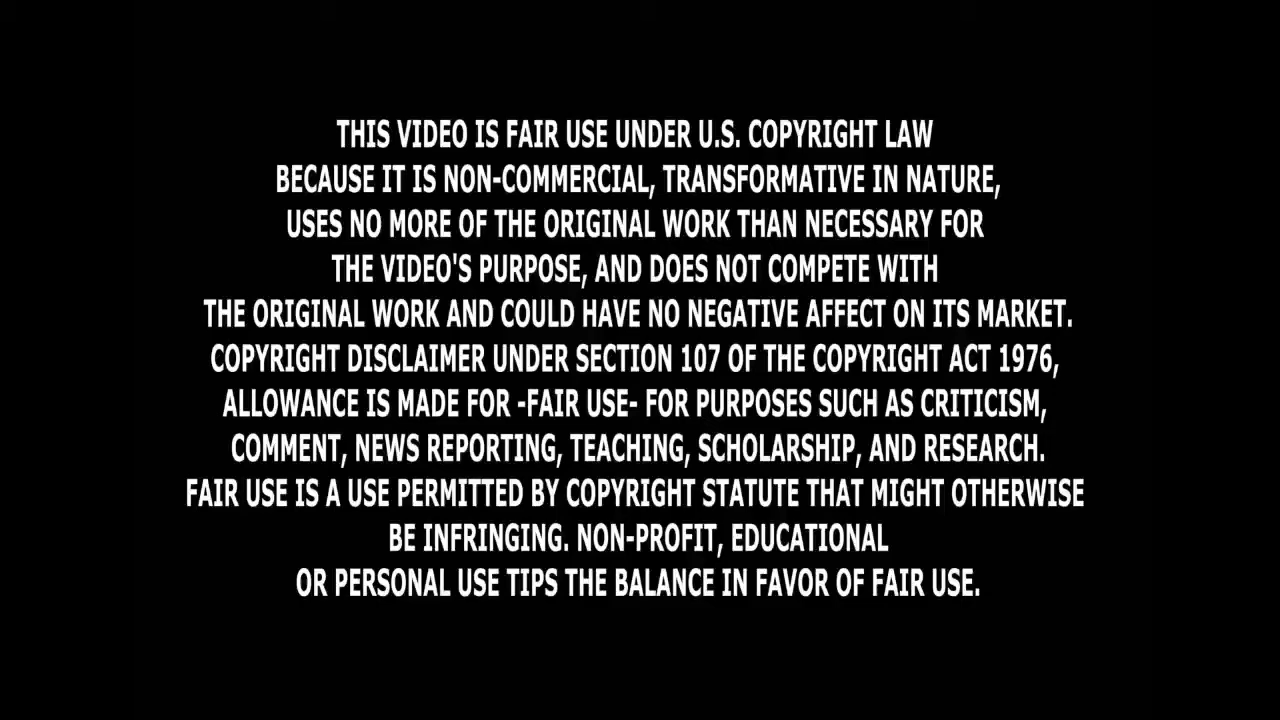 THIS VIDEO IS FAIR USE UNDER U.S. COPYRIGHT LAW
BECAUSE IT IS NON-COMMERCIAL, TRANSFORMATIVE IN NATURE,
USES NO MORE OF THE ORIGINAL WORK THAN NECESSARY FOR
THE VIDEO'S PURPOSE, AND DOES NOT COMPETE WITH
THE ORIGINAL WORK AND COULD HAVE NO NEGATIVE AFFECT ON ITS MARKET.
COPYRIGHT DISCLAIMER UNDER SECTION 107 OF THE COPYRIGHT ACT 1976,
ALLOWANCE IS MADE FOR -FAIR USE- FOR PURPOSES SUCH AS CRITICISM,
COMMENT, NEWS REPORTING, TEACHING, SCHOLARSHIP, AND RESEARCH.
FAIR USE IS A USE PERMITTED BY COPYRIGHT STATUTE THAT MIGHT OTHERWISE
BE INFRINGING. NON-PROFIT, EDUCATIONAL
OR PERSONAL USE TIPS THE BALANCE IN FAVOR OF FAIR USE.